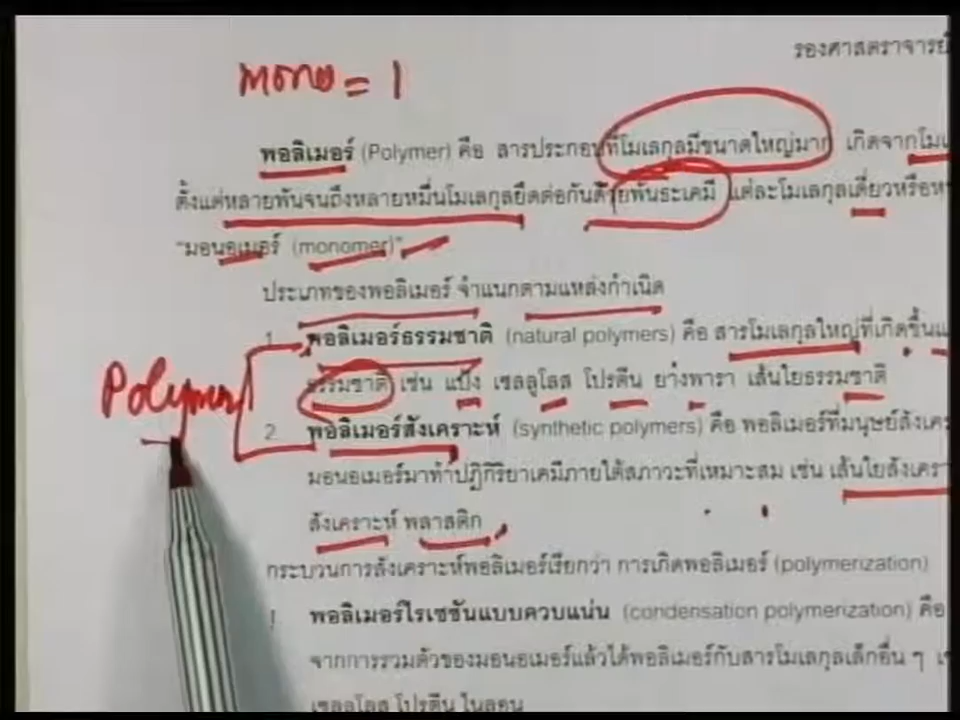 รองศาสตราจารย์
mono = 1
พอลิเมอร์ (Polymer) คือ สารประกอบที่โมเลกุลมีขนาดใหญ่มาก เกิดจากโมเ
ตั้งแต่หลายพันจนถึงหลายหมื่นโมเลกุลยึดต่อกันด้วยพันธะเคมี แต่ละโมเลกุลเดี่ยวหรือห
"มอนอเมอร์ (monomer)"
ประเภทของพอลิเมอร์ จำแนกตามแหล่งกำเนิด
1. พอลิเมอร์ธรรมชาติ (natural polymers) คือ สารโมเลกุลใหญ่ที่เกิดขึ้นแ
ธรรมชาติ เช่น แป้ง เซลลูโลส โปรตีน ยางพารา เส้นใยธรรมชาติ
Polymer
2. พอลิเมอร์สังเคราะห์ (synthetic polymers) คือ พอลิเมอร์ที่มนุษย์สังเคร
มอนอเมอร์มาทำปฏิกิริยาเคมีภายใต้สภาวะที่เหมาะสม เช่น เส้นใยสังเครา
สังเคราะห์ พลาสติก
กระบวนการสังเคราะห์พอลิเมอร์เรียกว่า การเกิดพอลิเมอร์ (polymerization)
1 พอลิเมอไรเซชันแบบควบแน่น (condensation polymerization) คือ
จากการรวมตัวของมอนอเมอร์แล้วได้พอลิเมอร์กับสารโมเลกุลเล็กอื่น ๆ เ
เซลลูโลส โปรตีน ไนลอน